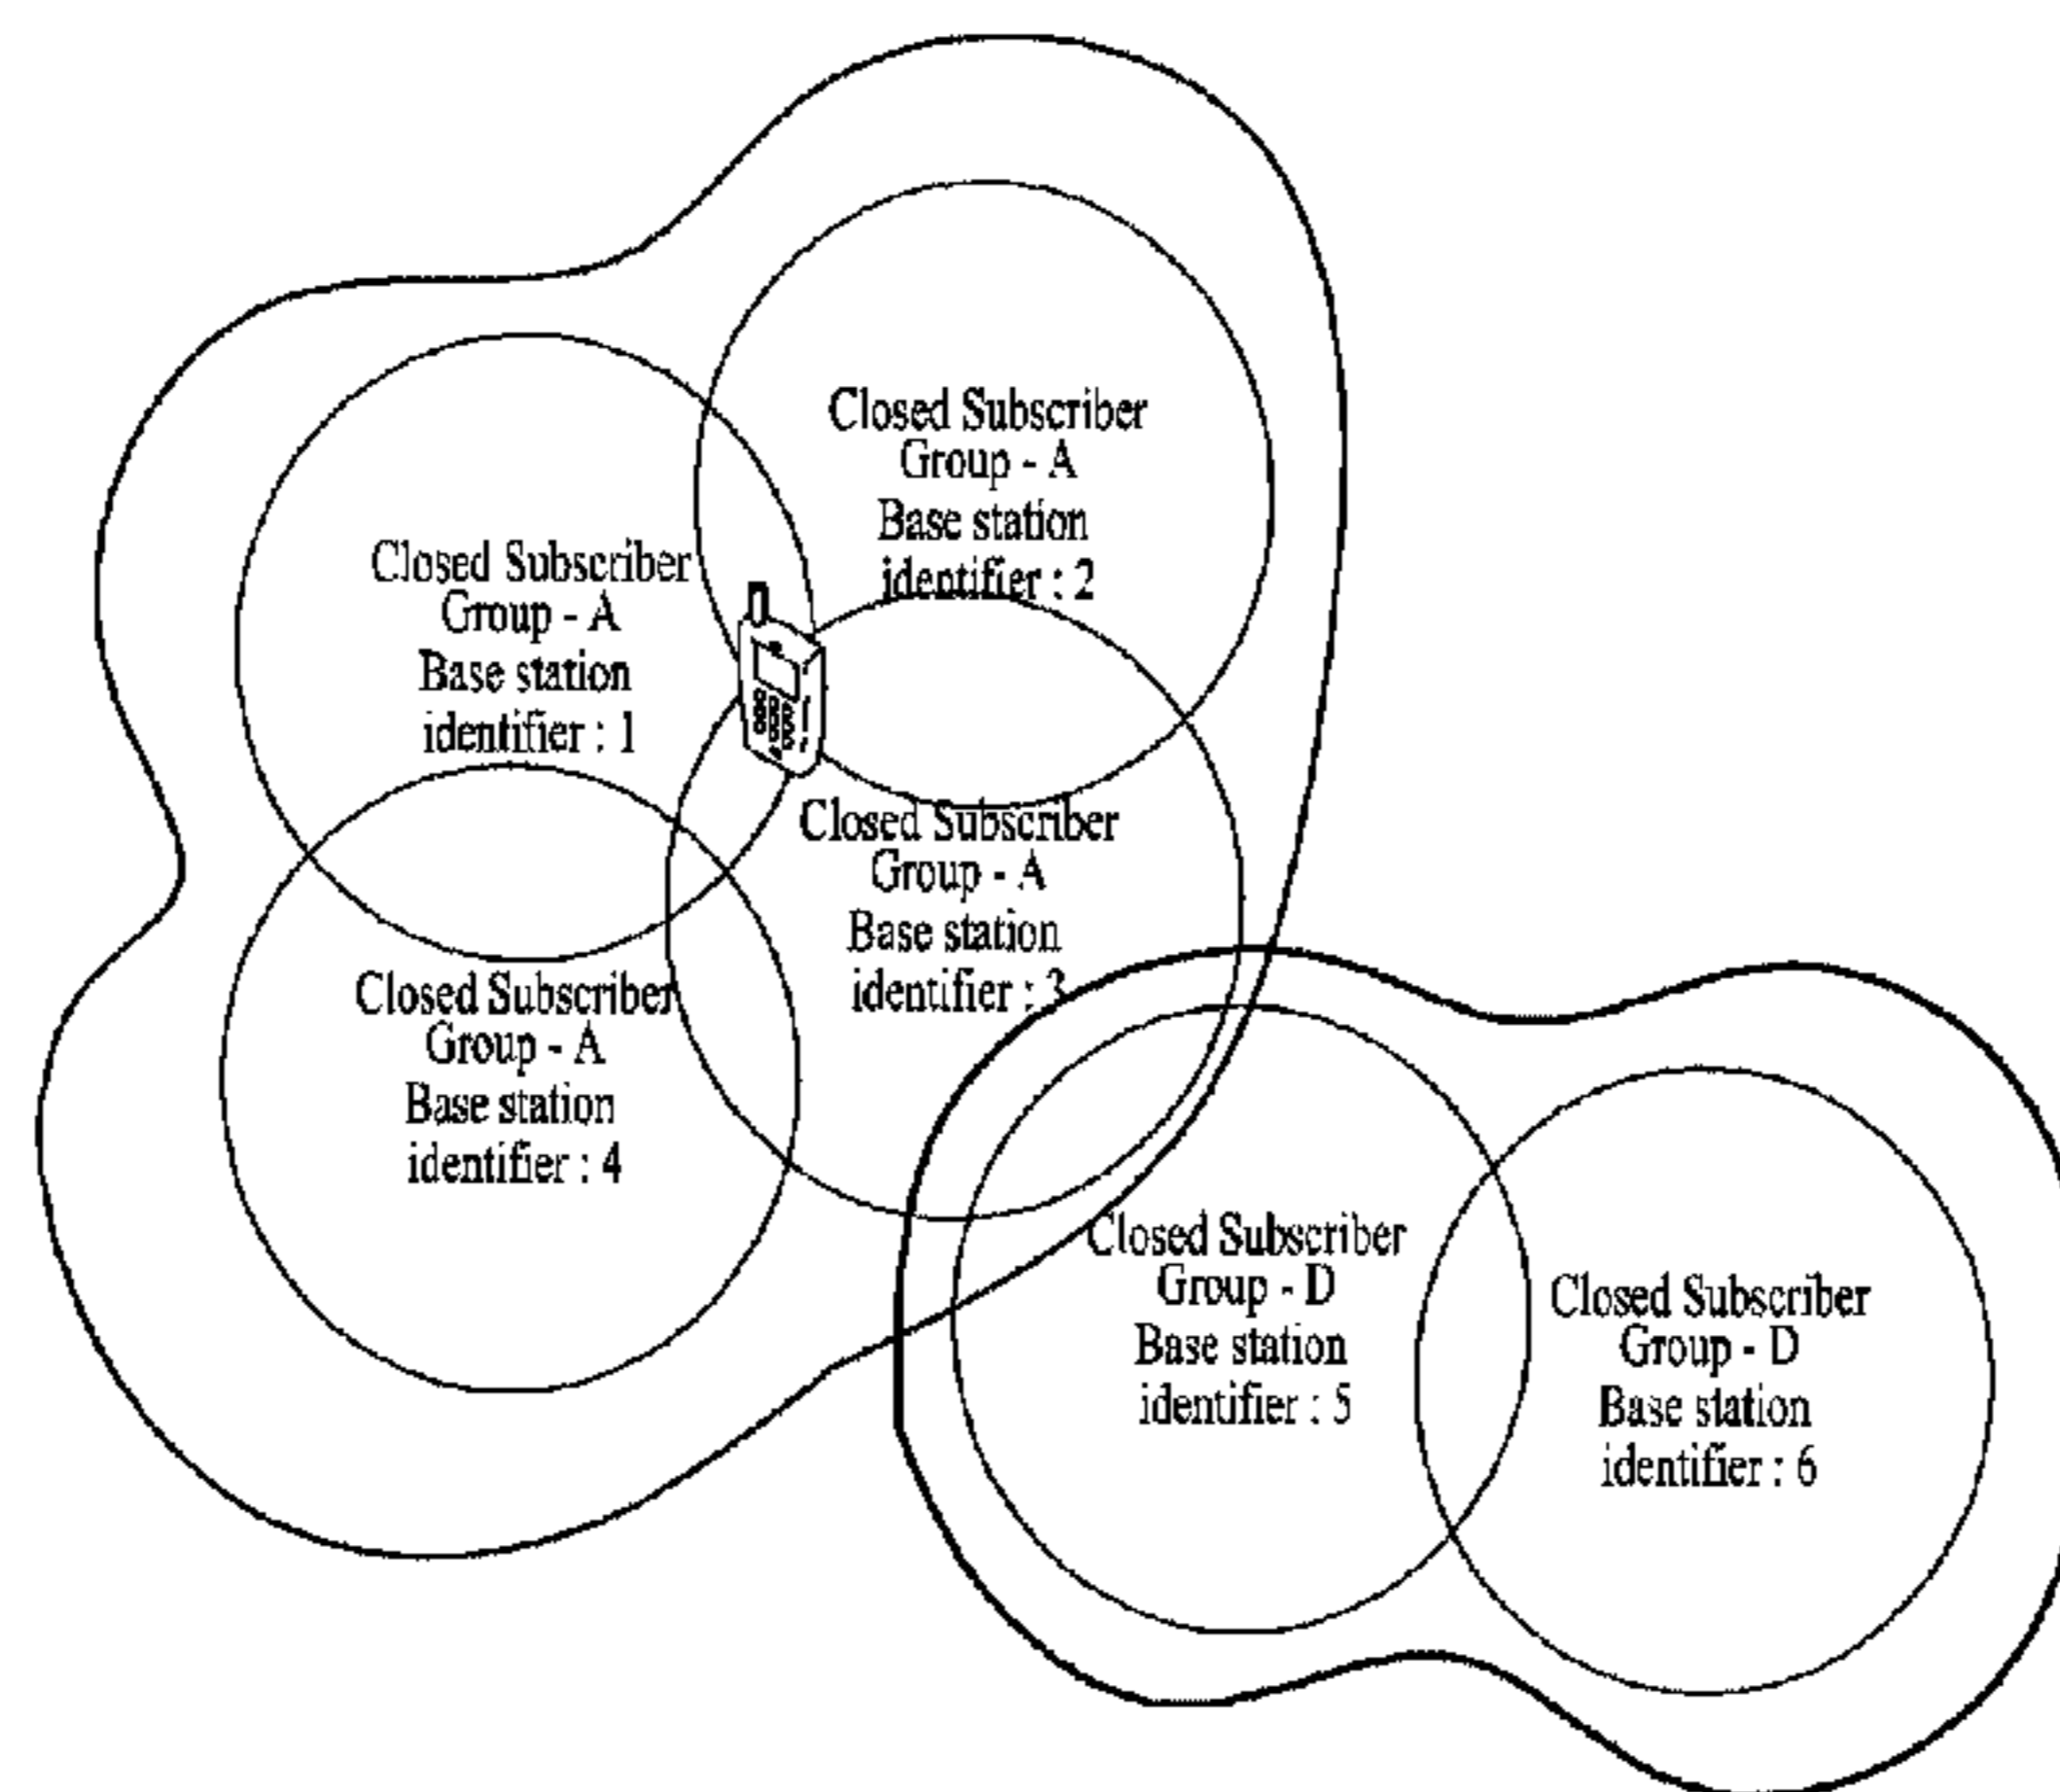 Closed Subscriber
Group - A
Base station
identifier : 2
Closed Subscriber
Group - A
Base station
identifier : 1
Closed Subscriber
Group - A
Base station
identifier : 3
Closed Subscriber
Group - A
Base station
identifier : 4
Closed Subscriber
Group - D
Base station
identifier : 5
Closed Subscriber
Group - D
Base station
identifier : 6